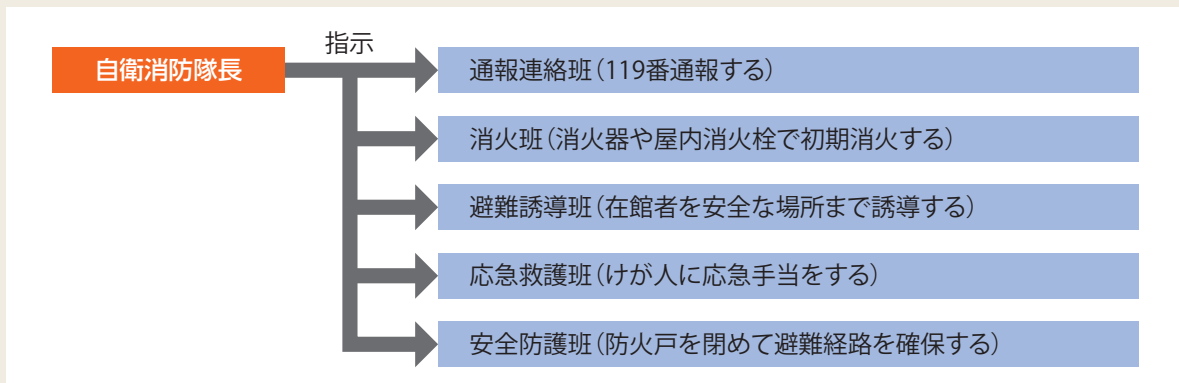 指示
自衛消防隊長
通報連絡班（119番通報する）
消火班（消火器や屋内消火栓で初期消火する）
避難誘導班（在館者を安全な場所まで誘導する）
応急救護班（けが人に応急手当をする）
安全防護班（防火戸を閉めて避難経路を確保する）